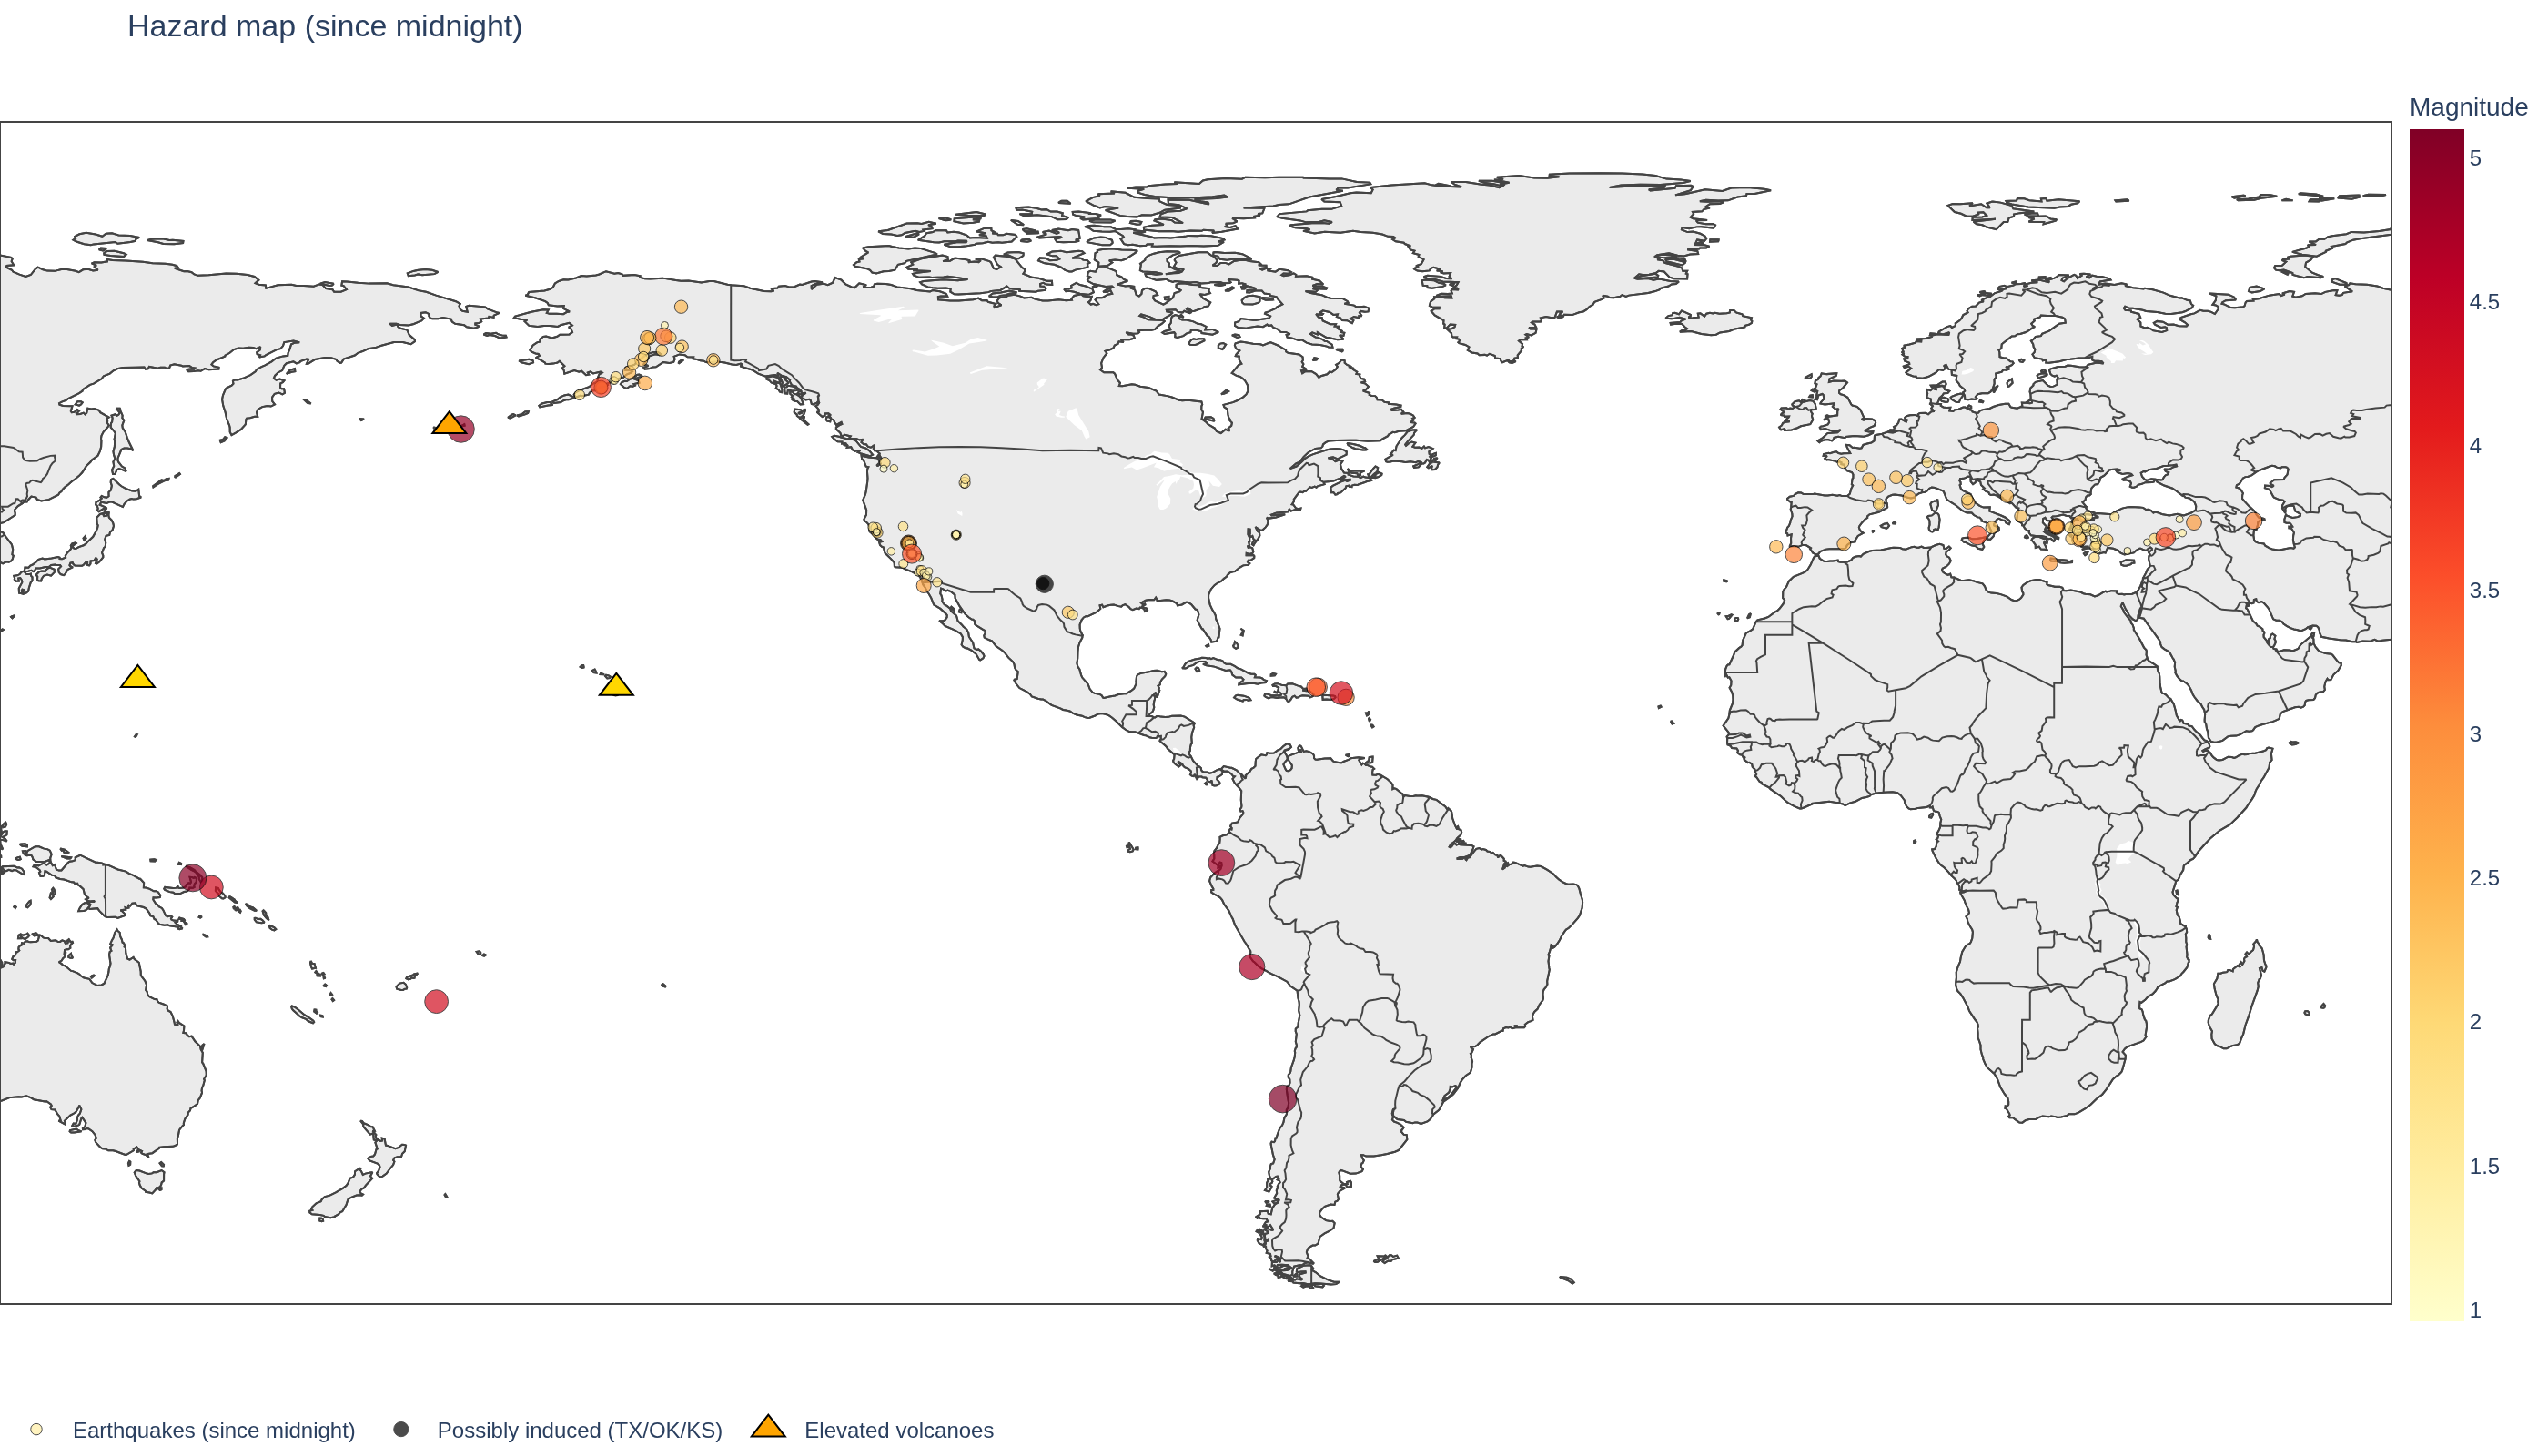 Hazard map (since midnight)
Magnitude
5
4.5
4
3.5
3
2.5
2
1.5
1
Earthquakes (since midnight)
Possibly induced (TX/OK/KS)
Elevated volcanoes